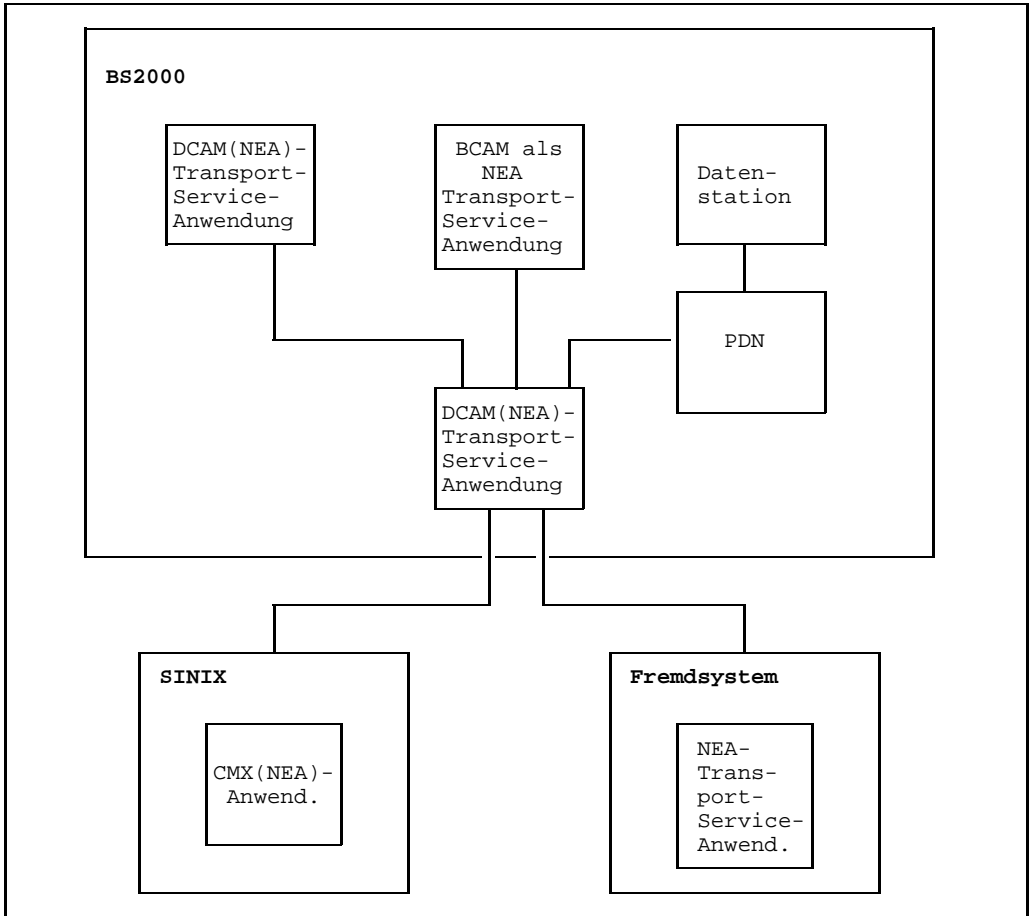 BS2000
DCAM(NEA)-
Transport-
Service-
Anwendung
BCAM als
NEA
Transport-
Service-
Anwendung
Daten-
station
PDN
DCAM(NEA)-
Transport-
Service-
Anwendung
SINIX
CMX(NEA)-
Anwend.
Fremdsystem
NEA-
Trans-
port-
Service-
Anwend.